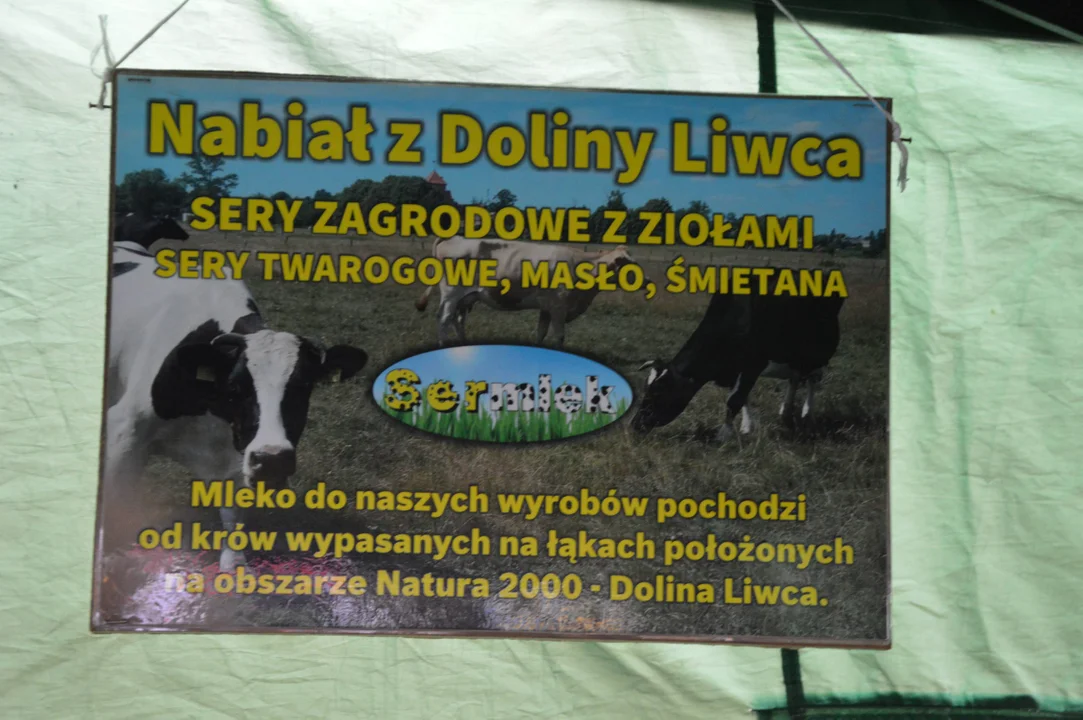 Nabiał z Doliny Liwca
SERY ZAGRODOWE Z ZIOŁAMI
SERY TWAROGOWE, MASŁO, ŚMIETANA
Sermlek
Mleko do naszych wyrobów pochodzi
od krów wypasanych na łąkach położonych
na obszarze Natura 2000 - Dolina Liwca.